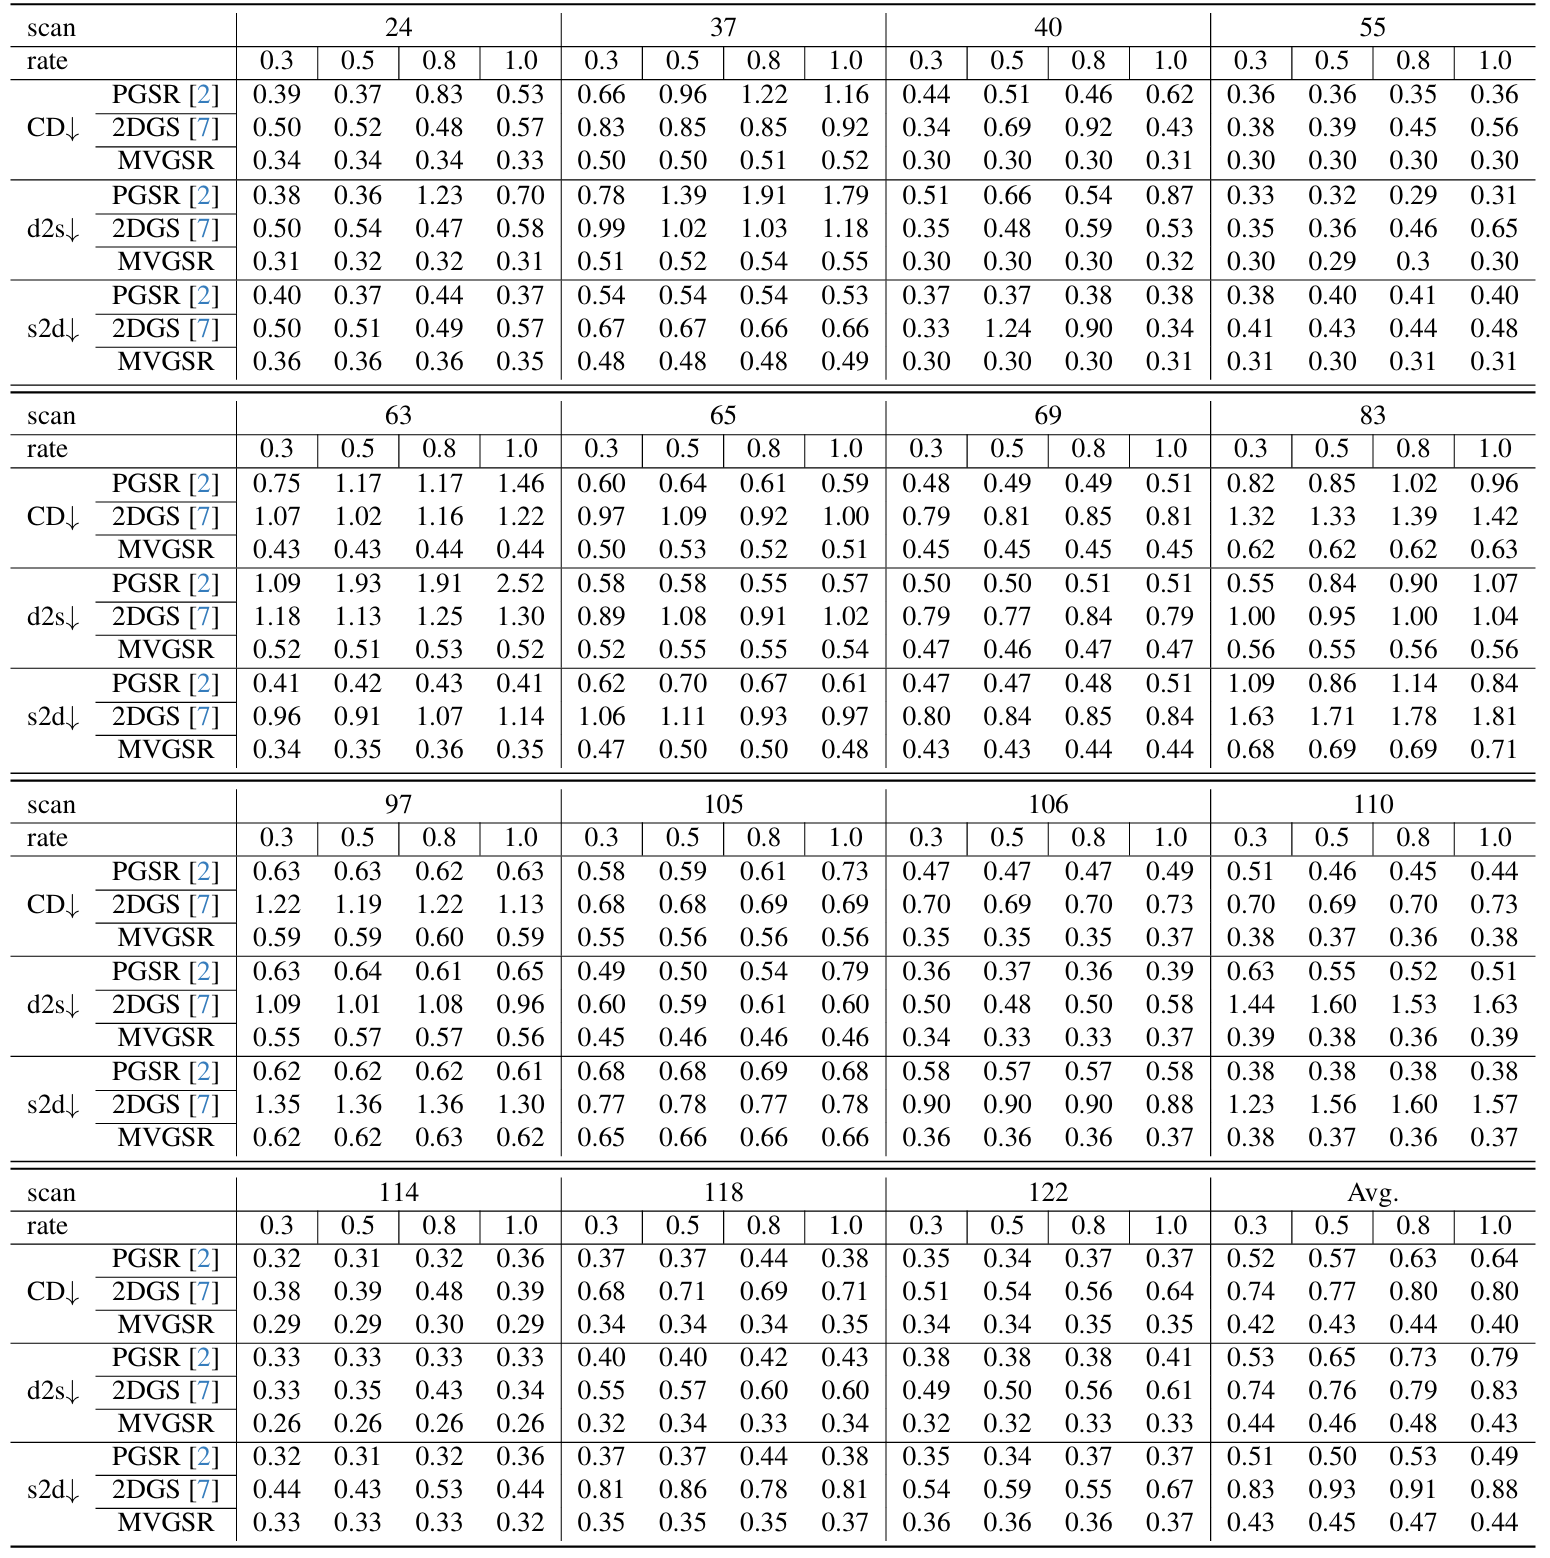 scan 24 37 40 55
rate 0.3 0.5 0.8 1.0 0.3 0.5 0.8 1.0 0.3 0.5 0.8 1.0 0.3 0.5 0.8 1.0
PGSR [2] 0.39 0.37 0.83 0.53 0.66 0.96 1.22 1.16 0.44 0.51 0.46 0.62 0.36 0.36 0.35 0.36
CD↓ 2DGS [7] 0.50 0.52 0.48 0.57 0.83 0.85 0.85 0.92 0.34 0.69 0.92 0.43 0.38 0.39 0.45 0.56
MVGSR 0.34 0.34 0.34 0.33 0.50 0.50 0.51 0.52 0.30 0.30 0.30 0.31 0.30 0.30 0.30 0.30
PGSR [2] 0.38 0.36 1.23 0.70 0.78 1.39 1.91 1.79 0.51 0.66 0.54 0.87 0.33 0.32 0.29 0.31
d2s↓ 2DGS [7] 0.50 0.54 0.47 0.58 0.99 1.02 1.03 1.18 0.35 0.48 0.59 0.53 0.35 0.36 0.46 0.65
MVGSR 0.31 0.32 0.32 0.31 0.51 0.52 0.54 0.55 0.30 0.30 0.30 0.32 0.30 0.29 0.3 0.30
PGSR [2] 0.40 0.37 0.44 0.37 0.54 0.54 0.54 0.53 0.37 0.37 0.38 0.38 0.38 0.40 0.41 0.40
s2d↓ 2DGS [7] 0.50 0.51 0.49 0.57 0.67 0.67 0.66 0.66 0.33 1.24 0.90 0.34 0.41 0.43 0.44 0.48
MVGSR 0.36 0.36 0.36 0.35 0.48 0.48 0.48 0.49 0.30 0.30 0.30 0.31 0.31 0.30 0.31 0.31
scan 63 65 69 83
rate 0.3 0.5 0.8 1.0 0.3 0.5 0.8 1.0 0.3 0.5 0.8 1.0 0.3 0.5 0.8 1.0
PGSR [2] 0.75 1.17 1.17 1.46 0.60 0.64 0.61 0.59 0.48 0.49 0.49 0.51 0.82 0.85 1.02 0.96
CD↓ 2DGS [7] 1.07 1.02 1.16 1.22 0.97 1.09 0.92 1.00 0.79 0.81 0.85 0.81 1.32 1.33 1.39 1.42
MVGSR 0.43 0.43 0.44 0.44 0.50 0.53 0.52 0.51 0.45 0.45 0.45 0.45 0.62 0.62 0.62 0.63
PGSR [2] 1.09 1.93 1.91 2.52 0.58 0.58 0.55 0.57 0.50 0.50 0.51 0.51 0.55 0.84 0.90 1.07
d2s↓ 2DGS [7] 1.18 1.13 1.25 1.30 0.89 1.08 0.91 1.02 0.79 0.77 0.84 0.79 1.00 0.95 1.00 1.04
MVGSR 0.52 0.51 0.53 0.52 0.52 0.55 0.55 0.54 0.47 0.46 0.47 0.47 0.56 0.55 0.56 0.56
PGSR [2] 0.41 0.42 0.43 0.41 0.62 0.70 0.67 0.61 0.47 0.47 0.48 0.51 1.09 0.86 1.14 0.84
s2d↓ 2DGS [7] 0.96 0.91 1.07 1.14 1.06 1.11 0.93 0.97 0.80 0.84 0.85 0.84 1.63 1.71 1.78 1.81
MVGSR 0.34 0.35 0.36 0.35 0.47 0.50 0.50 0.48 0.43 0.43 0.44 0.44 0.68 0.69 0.69 0.71
scan 97 105 106 110
rate 0.3 0.5 0.8 1.0 0.3 0.5 0.8 1.0 0.3 0.5 0.8 1.0 0.3 0.5 0.8 1.0
PGSR [2] 0.63 0.63 0.62 0.63 0.58 0.59 0.61 0.73 0.47 0.47 0.47 0.49 0.51 0.46 0.45 0.44
CD↓ 2DGS [7] 1.22 1.19 1.22 1.13 0.68 0.68 0.69 0.69 0.70 0.69 0.70 0.73 0.70 0.69 0.70 0.73
MVGSR 0.59 0.59 0.60 0.59 0.55 0.56 0.56 0.56 0.35 0.35 0.35 0.37 0.38 0.37 0.36 0.38
PGSR [2] 0.63 0.64 0.61 0.65 0.49 0.50 0.54 0.79 0.36 0.37 0.36 0.39 0.63 0.55 0.52 0.51
d2s↓ 2DGS [7] 1.09 1.01 1.08 0.96 0.60 0.59 0.61 0.60 0.50 0.48 0.50 0.58 1.44 1.60 1.53 1.63
MVGSR 0.55 0.57 0.57 0.56 0.45 0.46 0.46 0.46 0.34 0.33 0.33 0.37 0.39 0.38 0.36 0.39
PGSR [2] 0.62 0.62 0.62 0.61 0.68 0.68 0.69 0.68 0.58 0.57 0.57 0.58 0.38 0.38 0.38 0.38
s2d↓ 2DGS [7] 1.35 1.36 1.36 1.30 0.77 0.78 0.77 0.78 0.90 0.90 0.90 0.88 1.23 1.56 1.60 1.57
MVGSR 0.62 0.62 0.63 0.62 0.65 0.66 0.66 0.66 0.36 0.36 0.36 0.37 0.38 0.37 0.36 0.37
scan 114 118 122 Avg.
rate 0.3 0.5 0.8 1.0 0.3 0.5 0.8 1.0 0.3 0.5 0.8 1.0 0.3 0.5 0.8 1.0
PGSR [2] 0.32 0.31 0.32 0.36 0.37 0.37 0.44 0.38 0.35 0.34 0.37 0.37 0.52 0.57 0.63 0.64
CD↓ 2DGS [7] 0.38 0.39 0.48 0.39 0.68 0.71 0.69 0.71 0.51 0.54 0.56 0.64 0.74 0.77 0.80 0.80
MVGSR 0.29 0.29 0.30 0.29 0.34 0.34 0.34 0.35 0.34 0.34 0.35 0.35 0.42 0.43 0.44 0.40
PGSR [2] 0.33 0.33 0.33 0.33 0.40 0.40 0.42 0.43 0.38 0.38 0.38 0.41 0.53 0.65 0.73 0.79
d2s↓ 2DGS [7] 0.33 0.35 0.43 0.34 0.55 0.57 0.60 0.60 0.49 0.50 0.56 0.61 0.74 0.76 0.79 0.83
MVGSR 0.26 0.26 0.26 0.26 0.32 0.34 0.33 0.34 0.32 0.32 0.33 0.33 0.44 0.46 0.48 0.43
PGSR [2] 0.32 0.31 0.32 0.36 0.37 0.37 0.44 0.38 0.35 0.34 0.37 0.37 0.51 0.50 0.53 0.49
s2d↓ 2DGS [7] 0.44 0.43 0.53 0.44 0.81 0.86 0.78 0.81 0.54 0.59 0.55 0.67 0.83 0.93 0.91 0.88
MVGSR 0.33 0.33 0.33 0.32 0.35 0.35 0.35 0.37 0.36 0.36 0.36 0.37 0.43 0.45 0.47 0.44